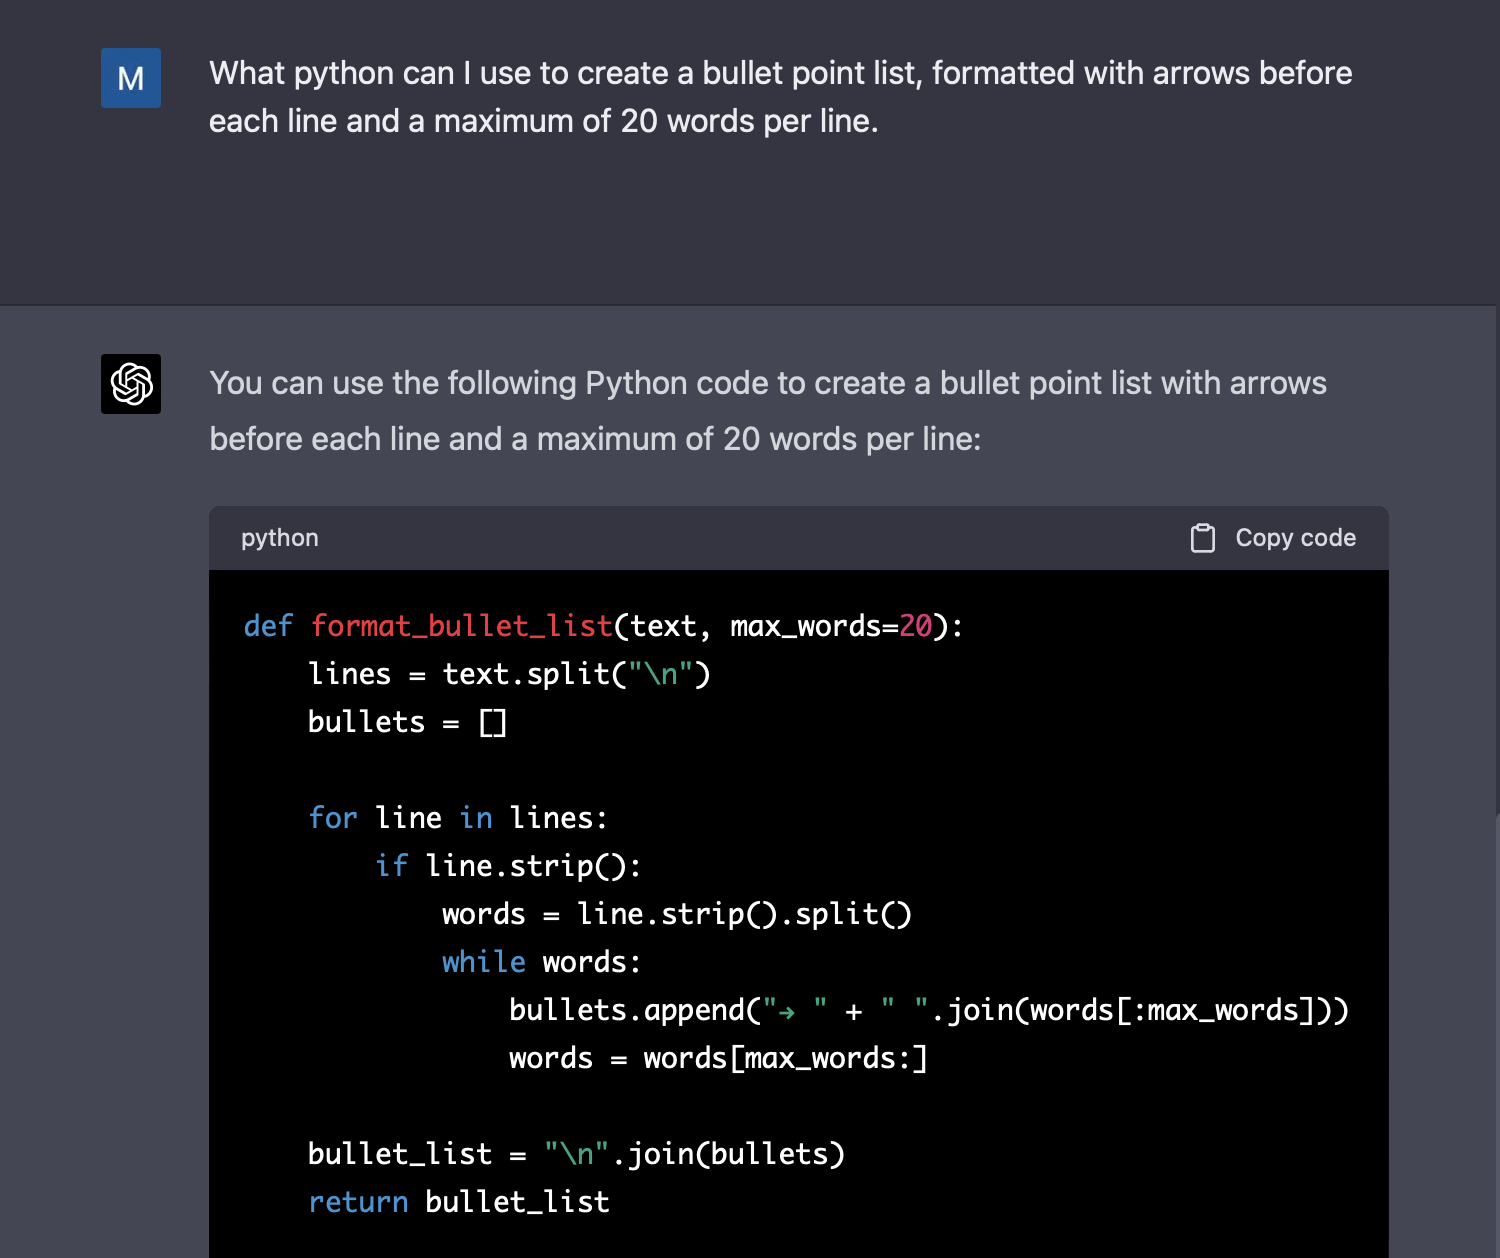 M
What python can I use to create a bullet point list, formatted with arrows before
each line and a maximum of 20 words per line.
You can use the following Python code to create a bullet point list with arrows
before each line and a maximum of 20 words per line:
python Copy code
def format_bullet_list(text, max_words=20):
    lines = text.split("\n")
    bullets = []
    for line in lines:
        if line.strip():
            words = line.strip().split()
            while words:
                bullets.append("→ " + " ".join(words[:max_words]))
                words = words[max_words:]
    bullet_list = "\n".join(bullets)
    return bullet_list